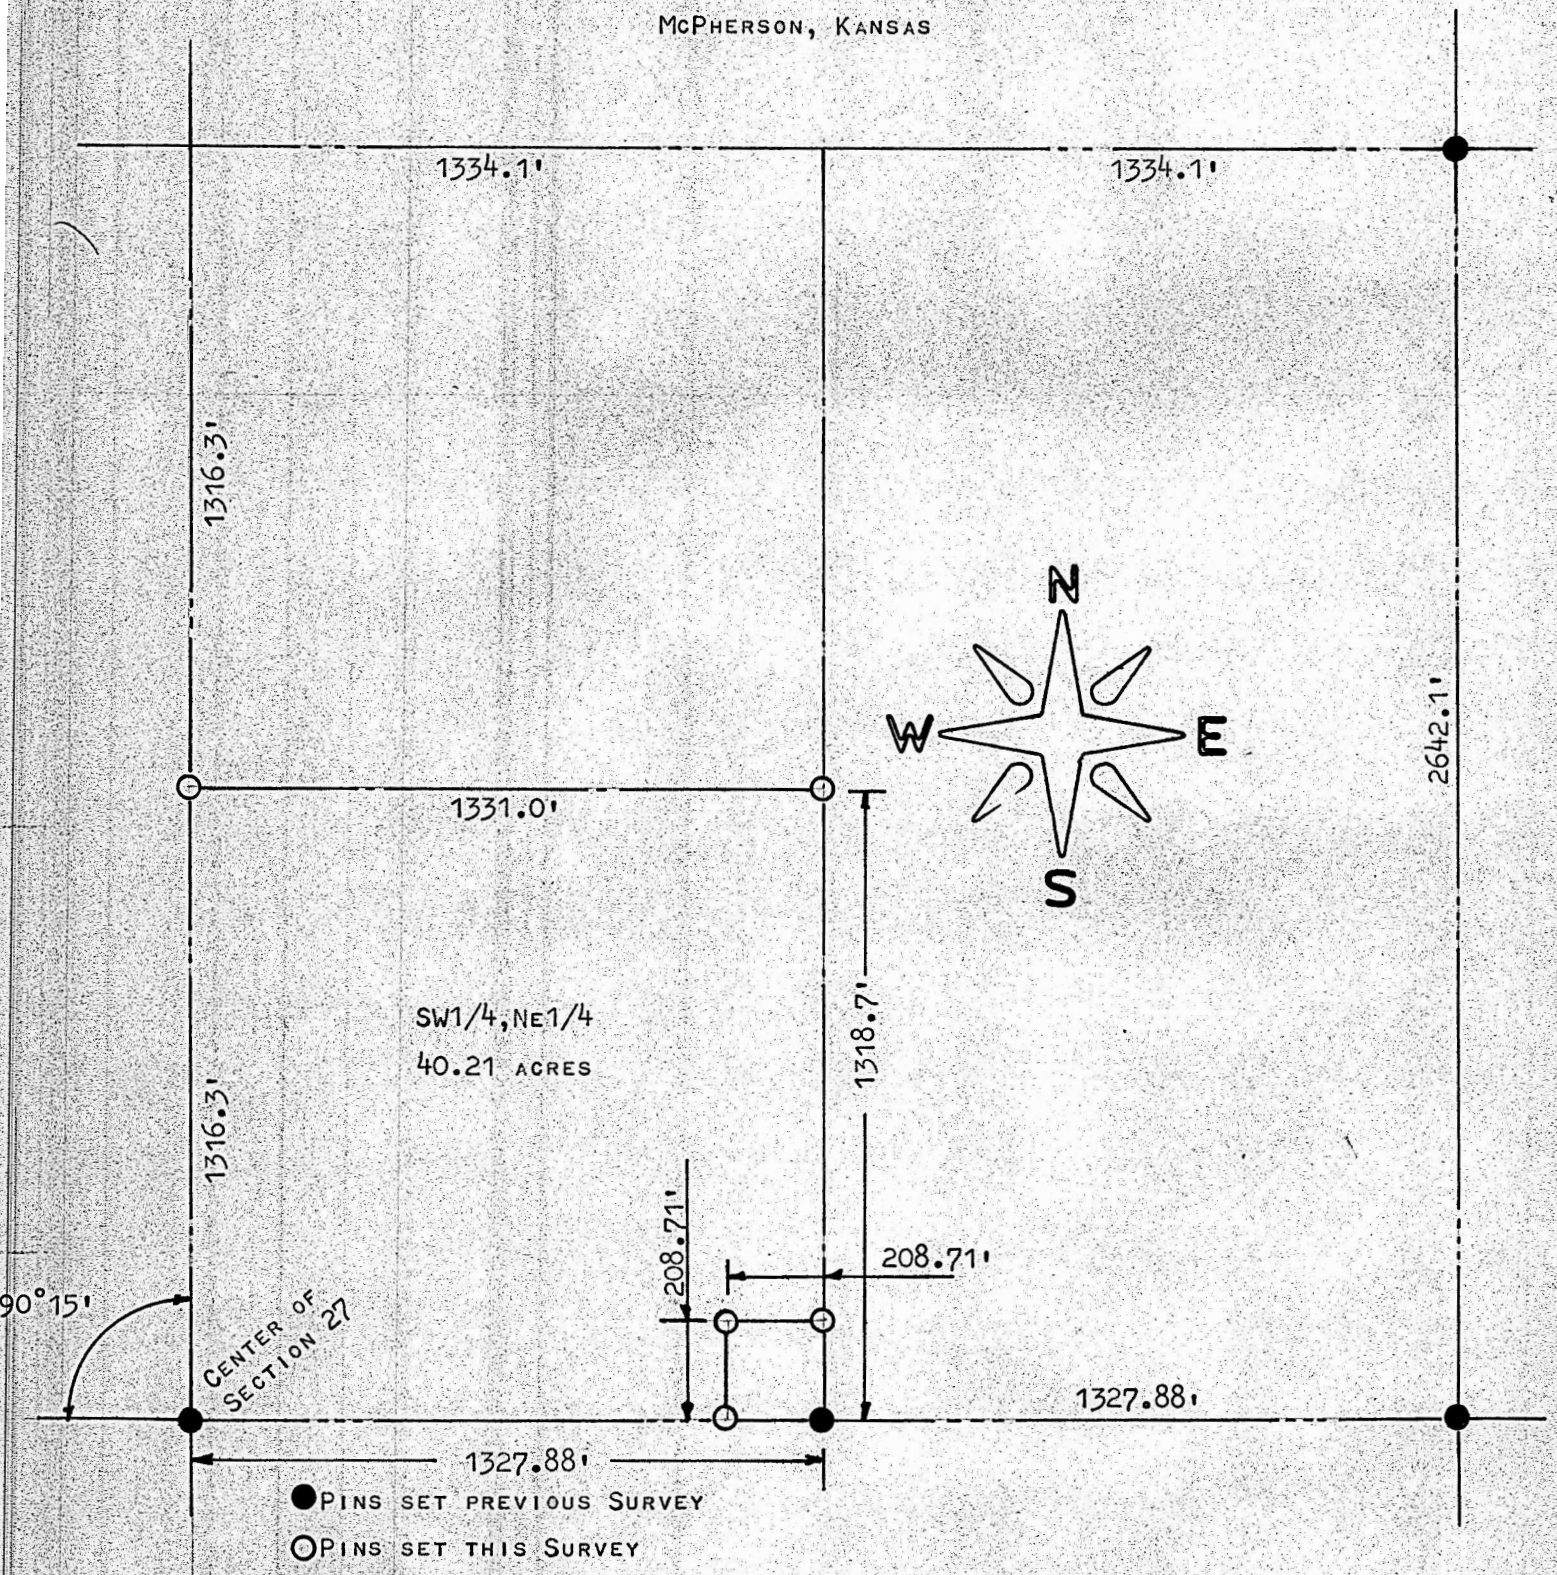 McPHERSON, KANSAS
1334.1'
1334.1'
1316.3'
N
W
E
S
2642.1'
1331.0'
1318.7'
SW1/4, NE1/4
40.21 ACRES
1316.3'
208.71'
208.71'
90°15'
CENTER OF
SECTION 27
1327.88'
1327.88'
PINS SET PREVIOUS SURVEY
PINS SET THIS SURVEY